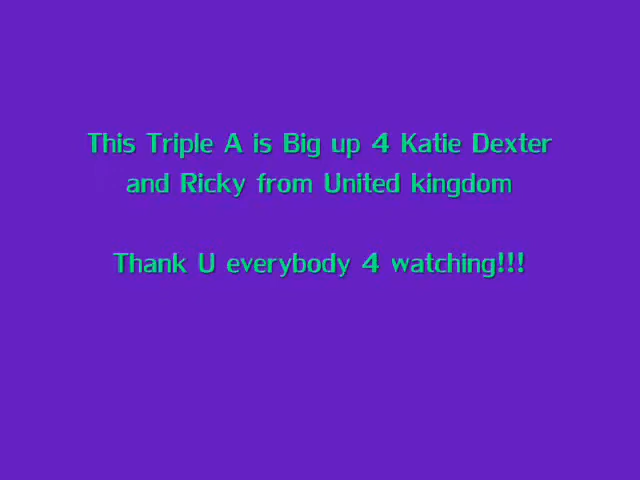 This Triple A is Big up 4 Katie Dexter
and Ricky from United kingdom
Thank U everybody 4 watching!!!